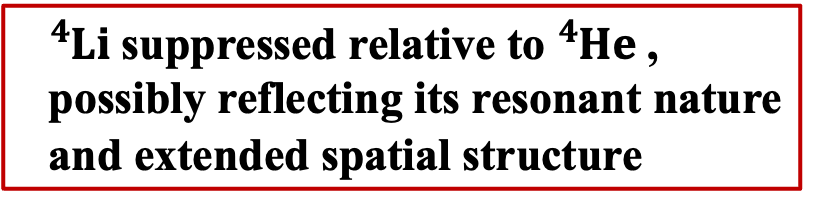 ⁴Li suppressed relative to ⁴He ,
possibly reflecting its resonant nature
and extended spatial structure